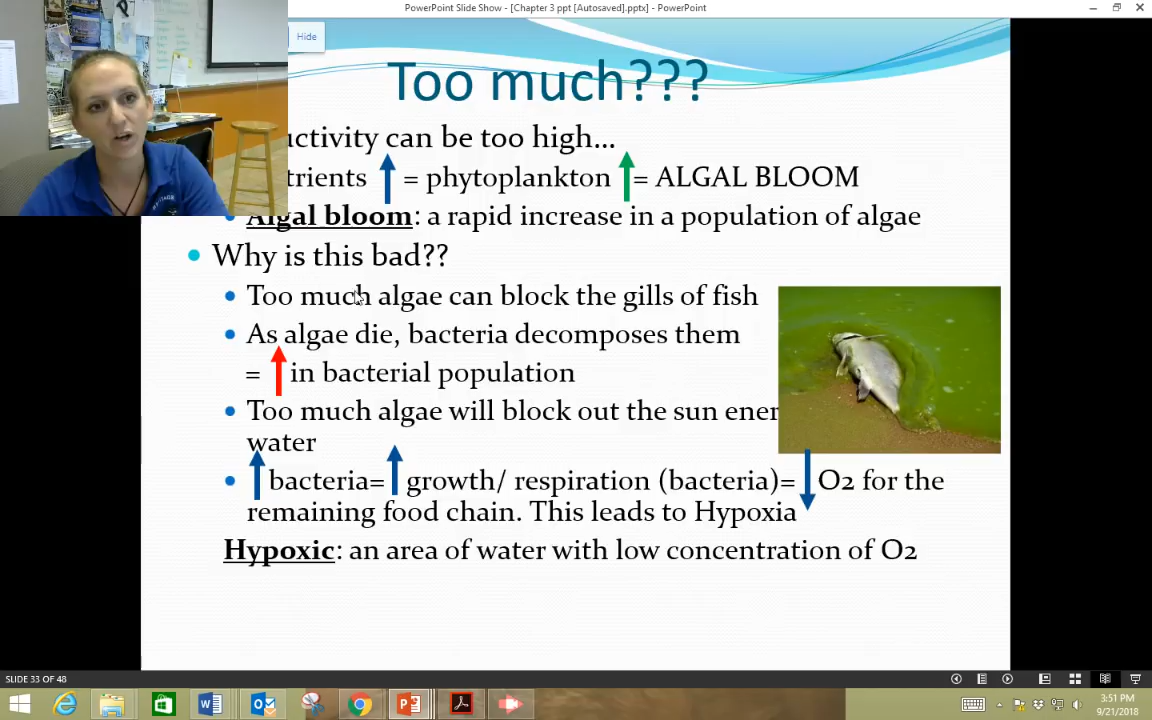 PowerPoint Slide Show - [Chapter 3 ppt [Autosaved].pptx] - PowerPoint
Hide
Too much???
uctivity can be too high...
trients = phytoplankton = ALGAL BLOOM
Algal bloom: a rapid increase in a population of algae
Why is this bad??
Too much algae can block the gills of fish
As algae die, bacteria decomposes them
= in bacterial population
Too much algae will block out the sun ener
water
bacteria= growth/ respiration (bacteria)= O2 for the
remaining food chain. This leads to Hypoxia
Hypoxic: an area of water with low concentration of O2
SLIDE 33 OF 48
3:51 PM
9/21/2018